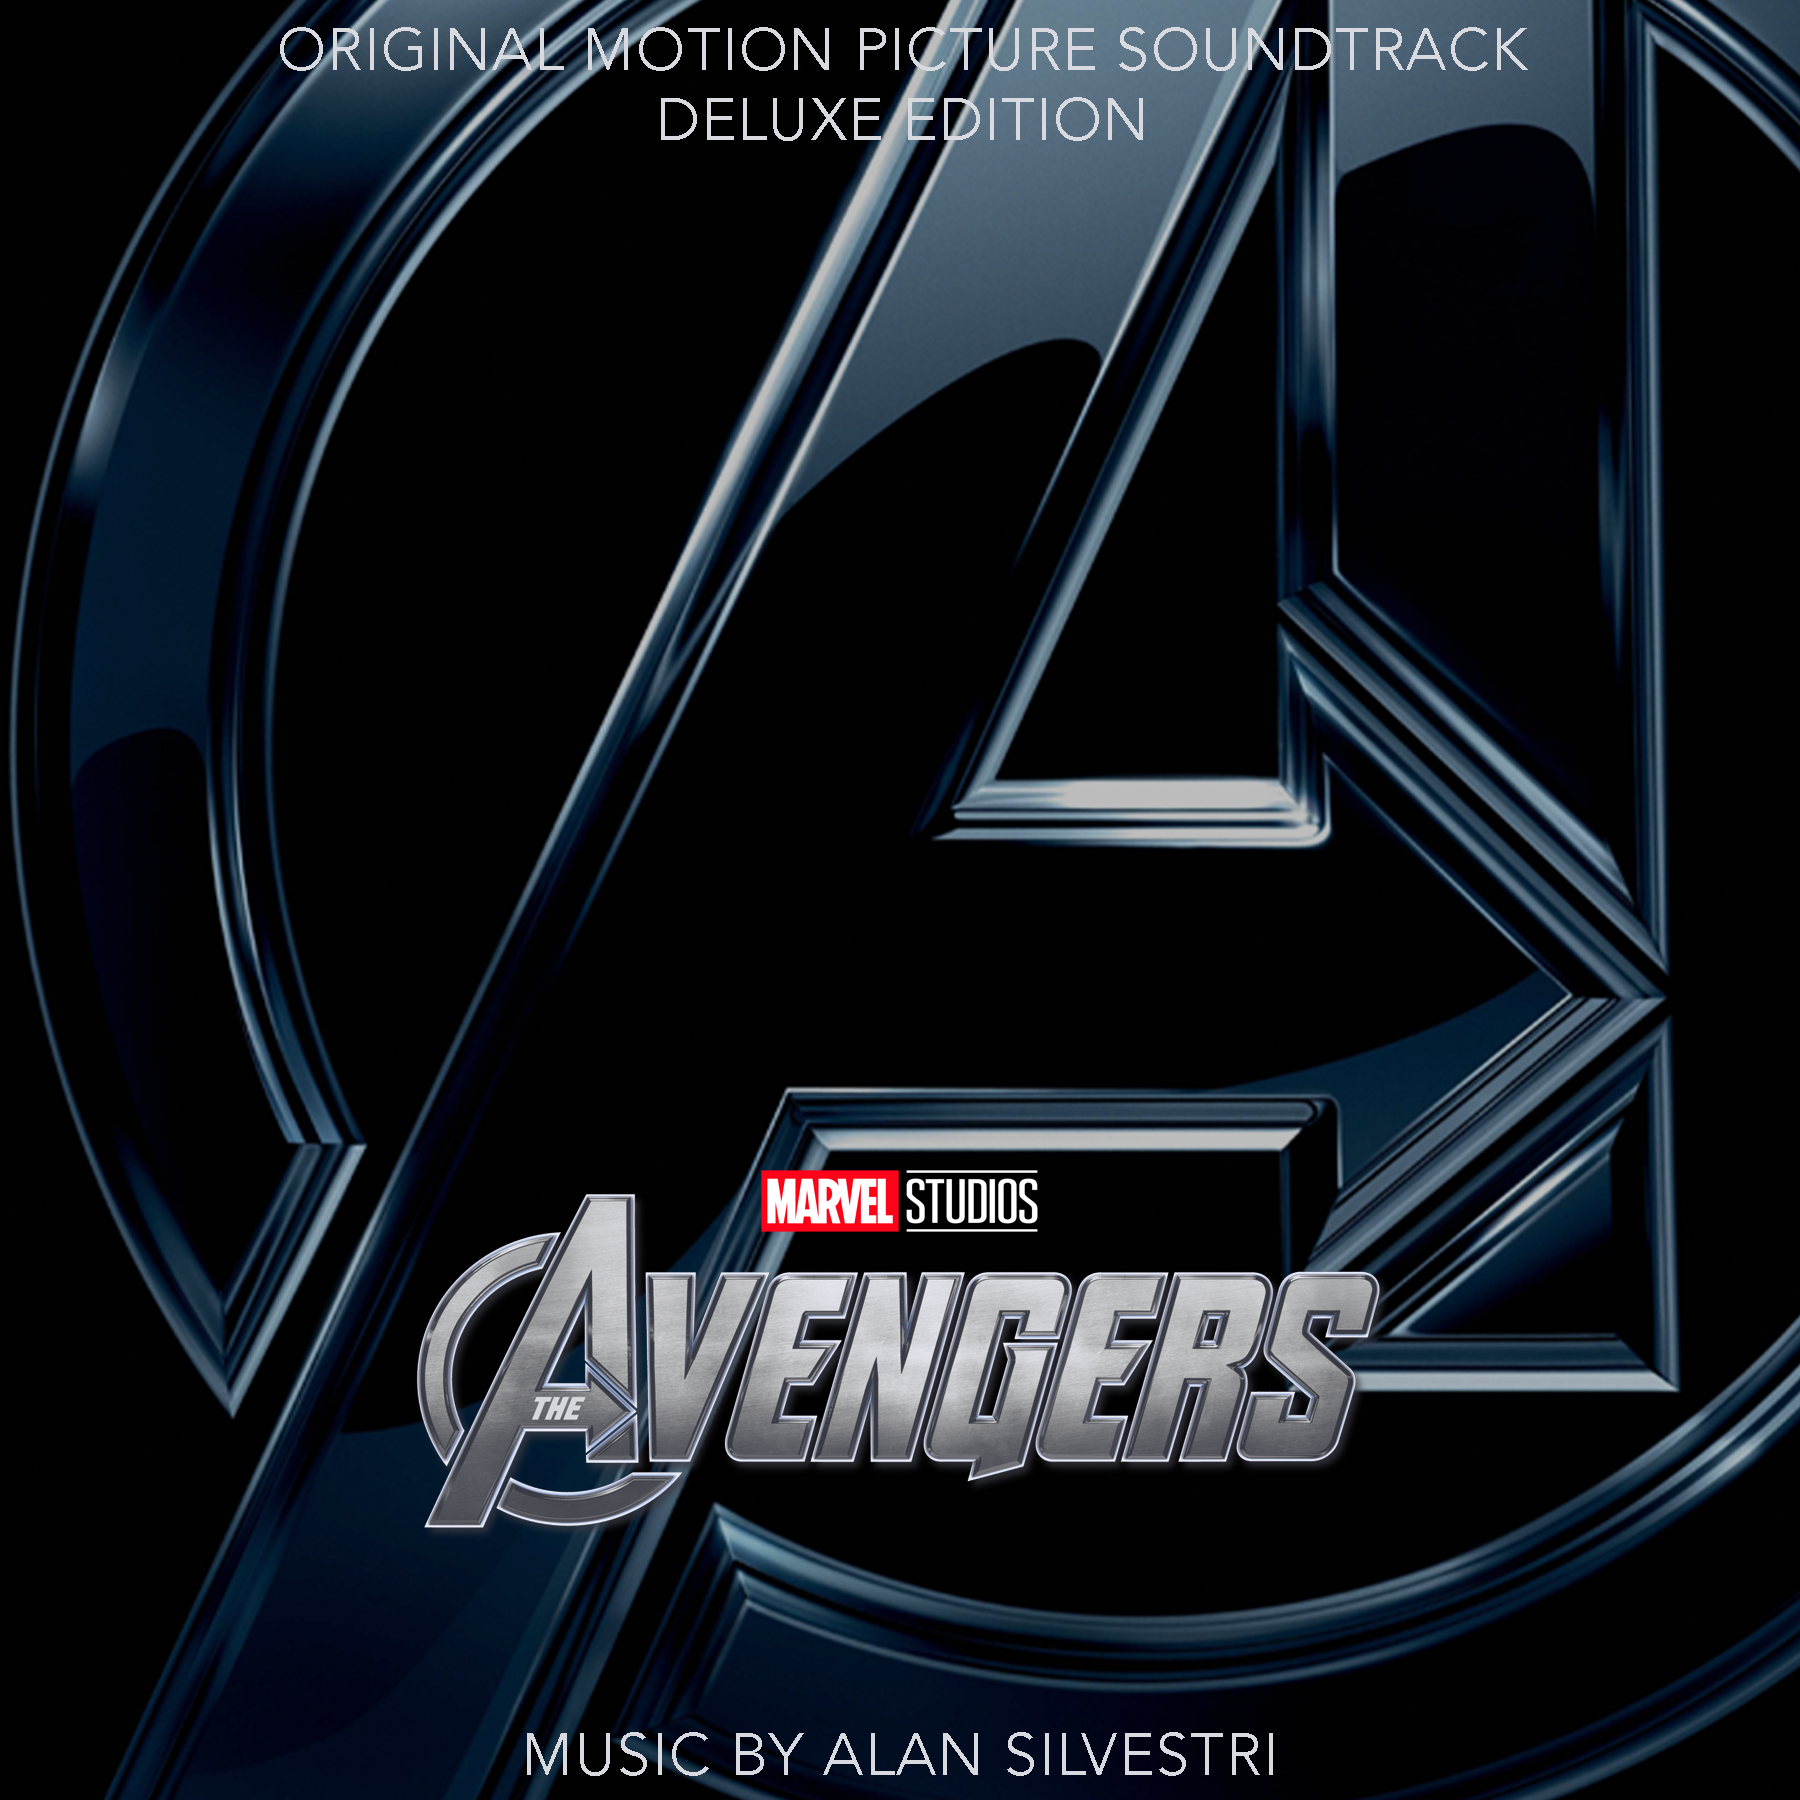 ORIGINAL MOTION PICTURE SOUNDTRACK
DELUXE EDITION
MARVEL STUDIOS
THE AVENGERS
MUSIC BY ALAN SILVESTRI